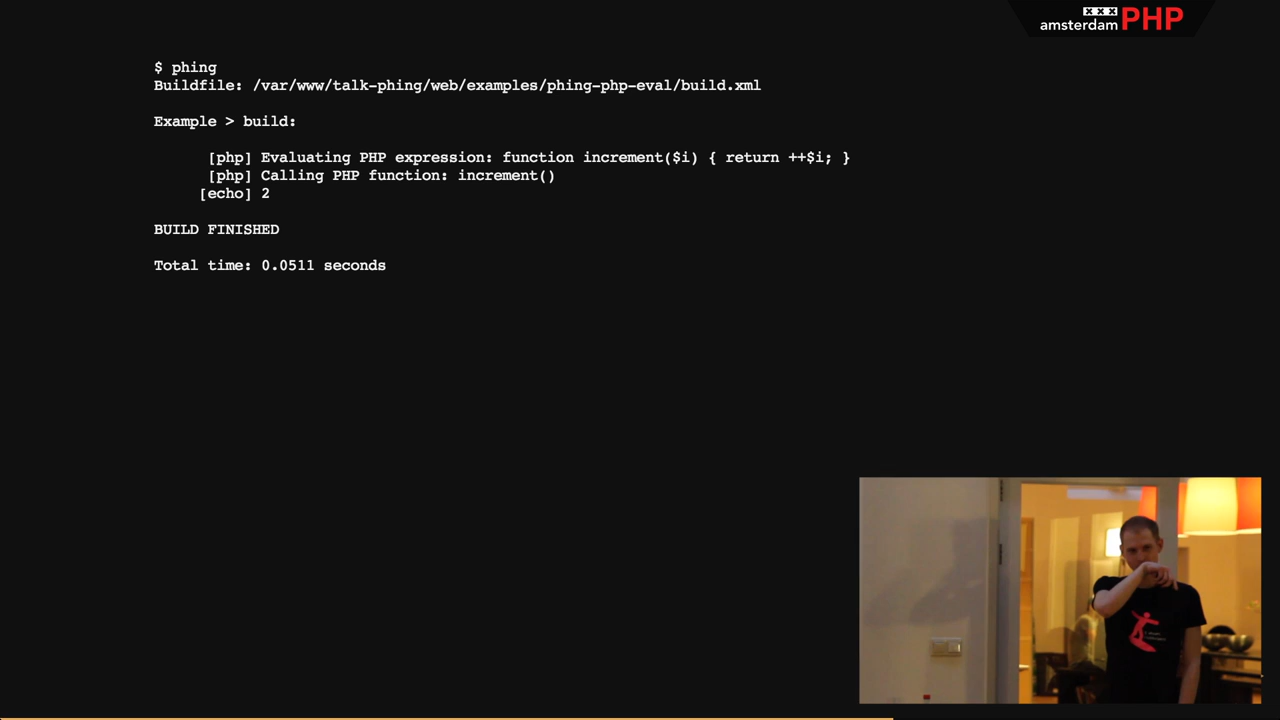 xxx
amsterdam PHP
$ phing
Buildfile: /var/www/talk-phing/web/examples/phing-php-eval/build.xml
Example > build:
[php] Evaluating PHP expression: function increment($i) { return ++$i; }
[php] Calling PHP function: increment()
[echo] 2
BUILD FINISHED
Total time: 0.0511 seconds